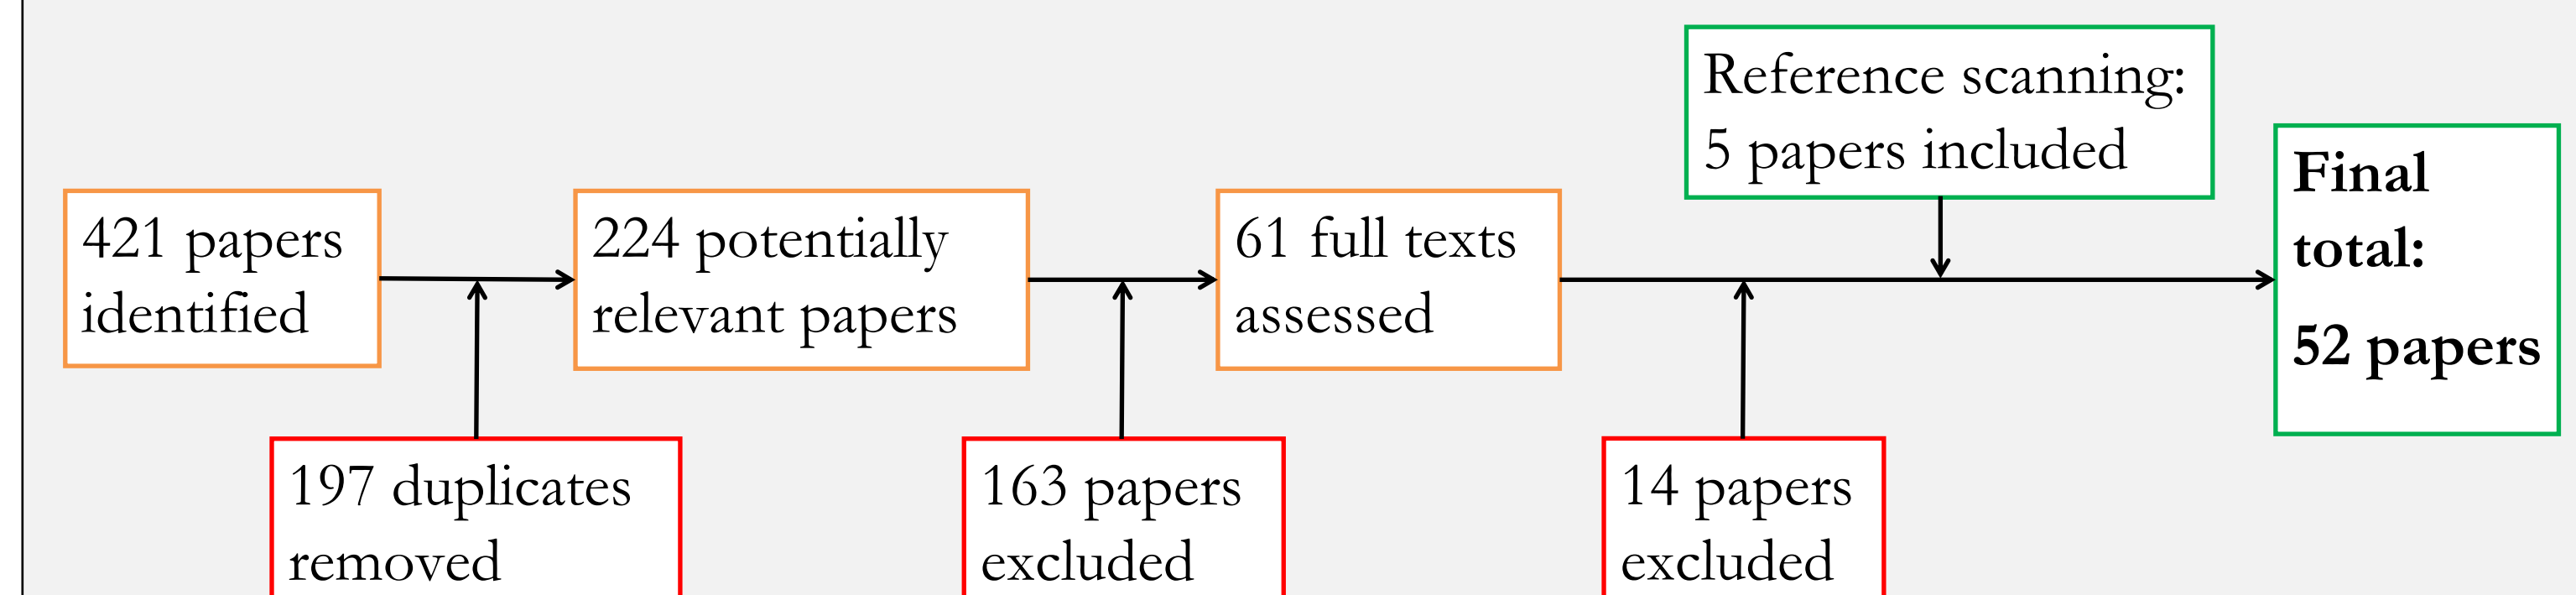 Reference scanning:
5 papers included
Final
total:
52 papers
421 papers
identified
224 potentially
relevant papers
61 full texts
assessed
197 duplicates
removed
163 papers
excluded
14 papers
excluded